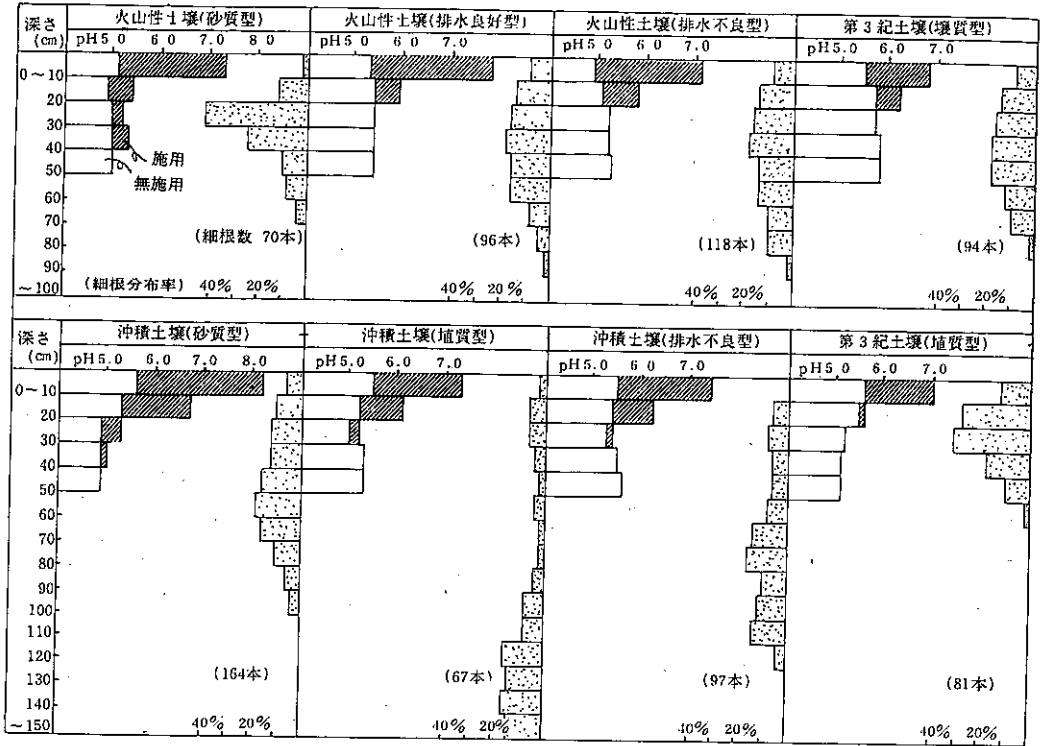 深さ (cm) 火山性土壌(砂質型) 火山性土壌(排水良好型) 火山性土壌(排水不良型) 第3紀土壌(壌質型)
pH5.0 6.0 7.0 8.0 pH5.0 6.0 7.0 pH5.0 6.0 7.0 pH5.0 6.0 7.0
0～10
20
30
40
50
60
70
80
90
～100
施用
無施用
(細根数 70本) (96本) (118本) (94本)
(細根分布率) 40% 20% 40% 20% 40% 20% 40% 20%
深さ (cm) 沖積土壌(砂質型) 沖積土壌(埴質型) 沖積土壌(排水不良型) 第3紀土壌(埴質型)
pH5.0 6.0 7.0 8.0 pH5.0 6.0 7.0 pH5.0 6.0 7.0 pH5.0 6.0 7.0
0～10
20
30
40
50
60
70
80
90
100
110
120
130
140
～150
(164本) (67本) (97本) (81本)
40% 20% 40% 20% 40% 20% 40% 20%